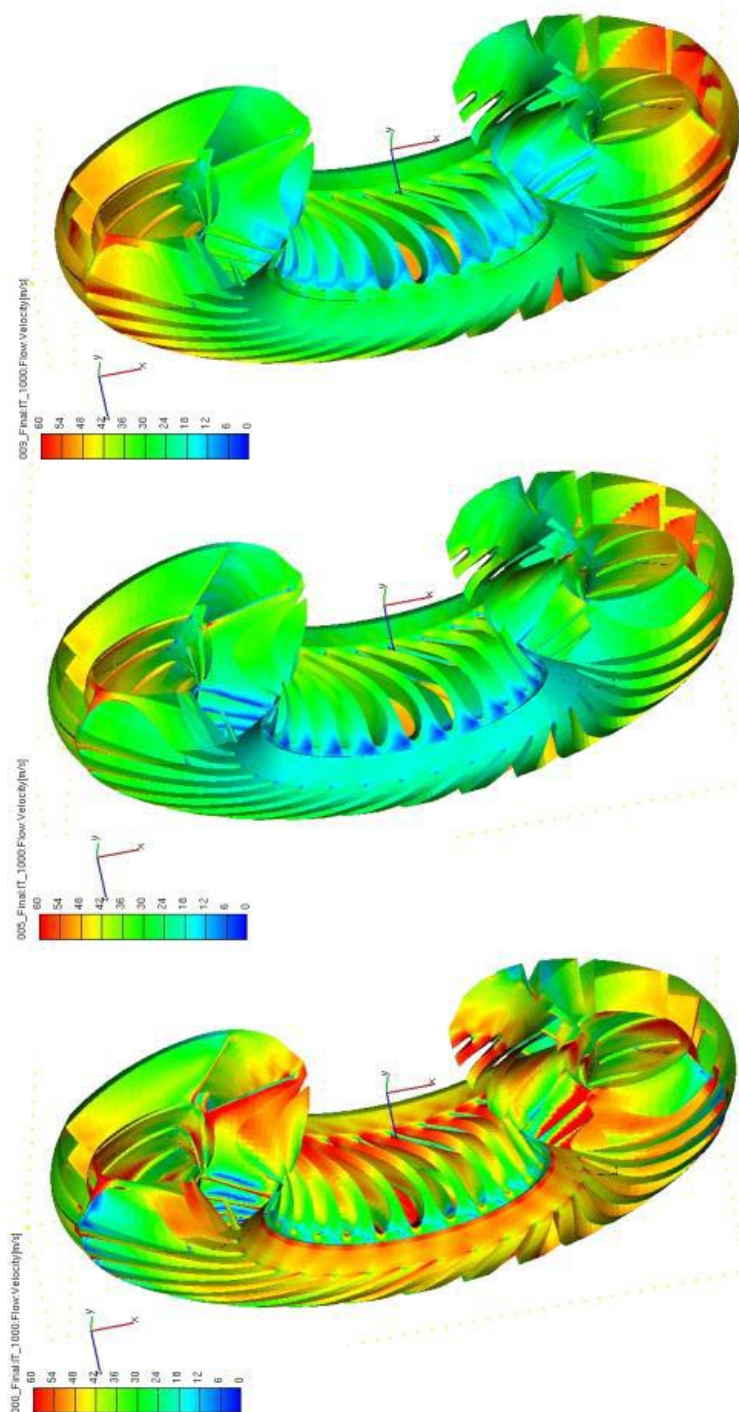 000_Final:IT_1000:Flow:Velocity[m/s]
60
54
48
42
36
30
24
18
12
6
0
y
x
y
x
005_Final:IT_1000:Flow:Velocity[m/s]
60
54
48
42
36
30
24
18
12
6
0
y
x
y
x
009_Final:IT_1000:Flow:Velocity[m/s]
60
54
48
42
36
30
24
18
12
6
0
y
x
y
x